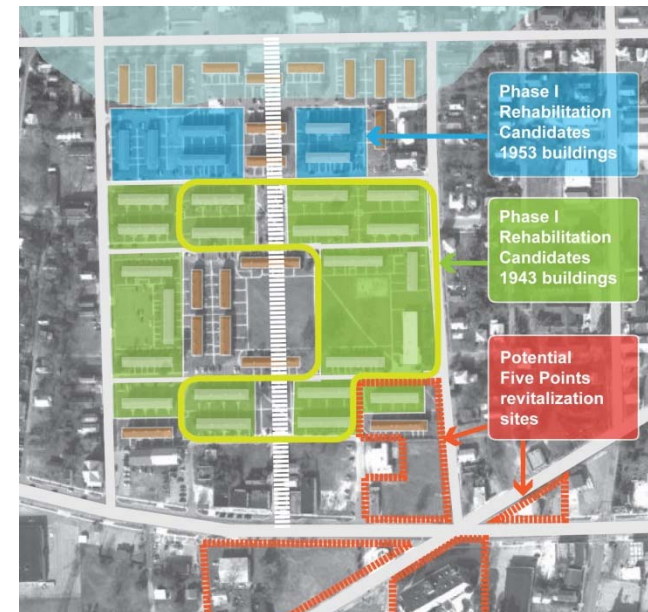 Phase I
Rehabilitation
Candidates
1953 buildings
Phase I
Rehabilitation
Candidates
1943 buildings
Potential
Five Points
revitalization
sites